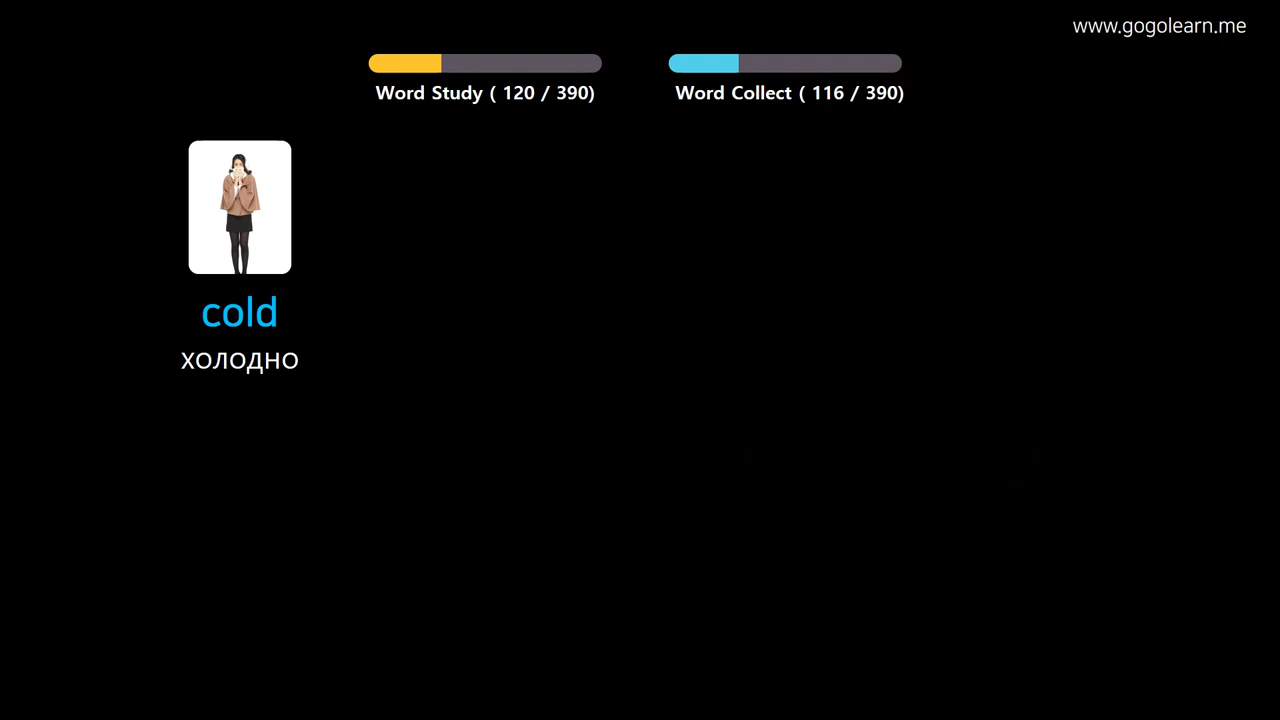 www.gogolearn.me
Word Study ( 120 / 390)
Word Collect ( 116 / 390)
cold
холодно